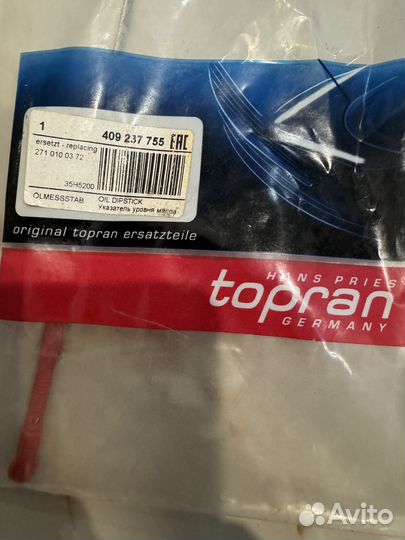 1 409 237 755 EAC
ersetzt - replacing
271 010 03 72
35H5200
ÖLMESSSTAB OIL DIPSTICK
Указатель уровня масла
original topran ersatzteile
HANS PRIES
topran®
GERMANY
Avito